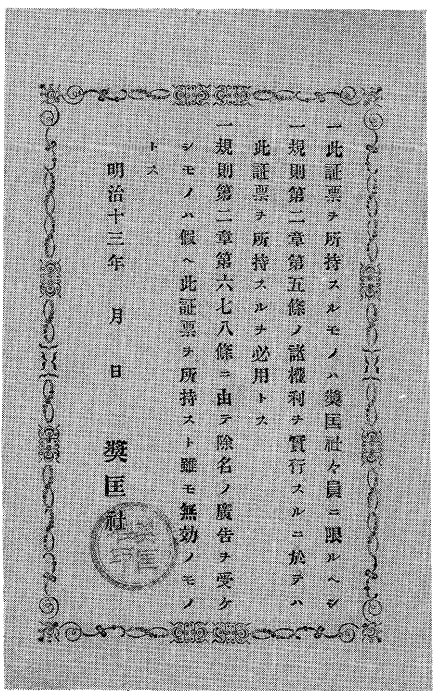 一此証票ヲ所持スルモノハ奨匡社々員ニ限ルヘシ
一規則第二章第五條ノ諸權利ヲ實行スルニ於テハ
此証票ヲ所持スルヲ必用トス
一規則第二章第六七八條ニ由テ除名ノ廣告ヲ受ケ
シモノハ假ヘ此証票ヲ所持スト雖モ無効ノモノ
トス
明治十三年 月 日
奨匡社